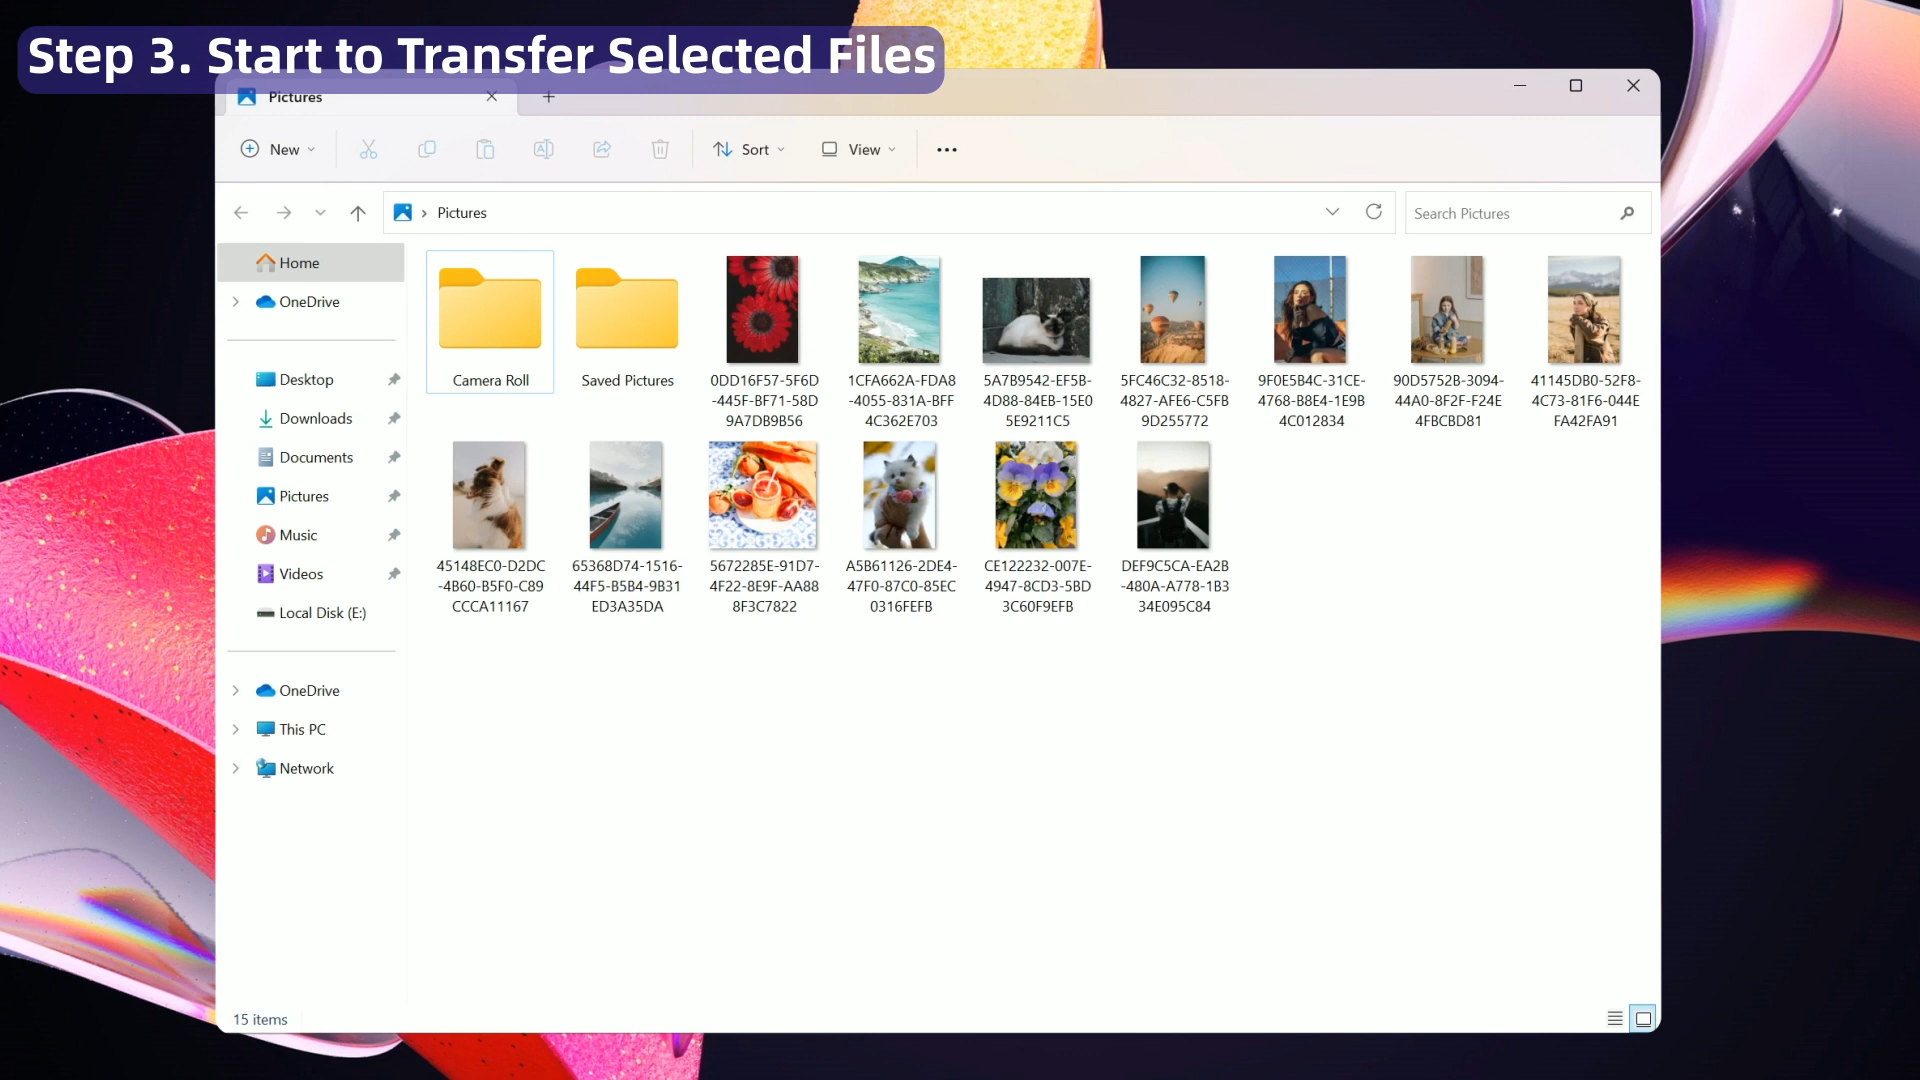 Step 3. Start to Transfer Selected Files
Pictures
New
Sort
View
Pictures
Search Pictures
Home
OneDrive
Desktop
Downloads
Documents
Pictures
Music
Videos
Local Disk (E:)
OneDrive
This PC
Network
Camera Roll
Saved Pictures
0DD16F57-5F6D
-445F-BF71-58D
9A7DB9B56
1CFA662A-FDA8
-4055-831A-BFF
4C362E703
5A7B9542-EF5B-
4D88-84EB-15E0
5E9211C5
5FC46C32-8518-
4827-AFE6-C5FB
9D255772
9F0E5B4C-31CE-
4768-B8E4-1E9B
4C012834
90D5752B-3094-
44A0-8F2F-F24E
4FBCBD81
41145DB0-52F8-
4C73-81F6-044E
FA42FA91
45148EC0-D2DC
-4B60-B5F0-C89
CCCA11167
65368D74-1516-
44F5-B5B4-9B31
ED3A35DA
5672285E-91D7-
4F22-8E9F-AA88
8F3C7822
A5B61126-2DE4-
47F0-87C0-85EC
0316FEFB
CE122232-007E-
4947-8CD3-5BD
3C60F9EFB
DEF9C5CA-EA2B
-480A-A778-1B3
34E095C84
15 items